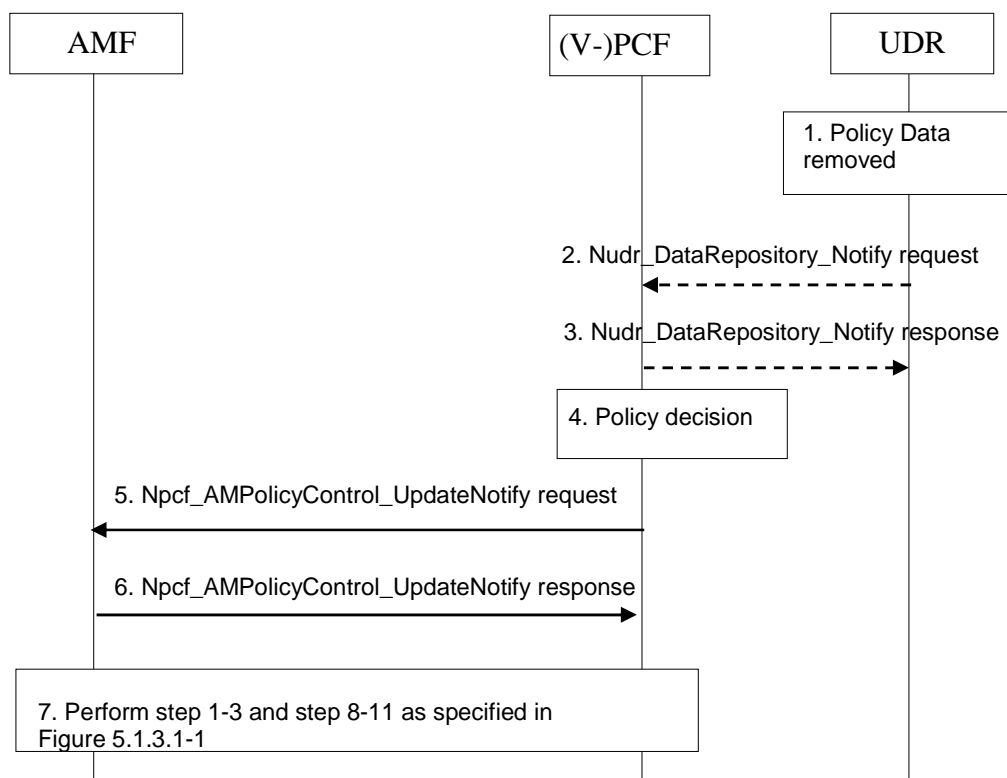 AMF
(V-)PCF
UDR
1. Policy Data
removed
2. Nudr_DataRepository_Notify request
3. Nudr_DataRepository_Notify response
4. Policy decision
5. Npcf_AMPolicyControl_UpdateNotify request
6. Npcf_AMPolicyControl_UpdateNotify response
7. Perform step 1-3 and step 8-11 as specified in
Figure 5.1.3.1-1